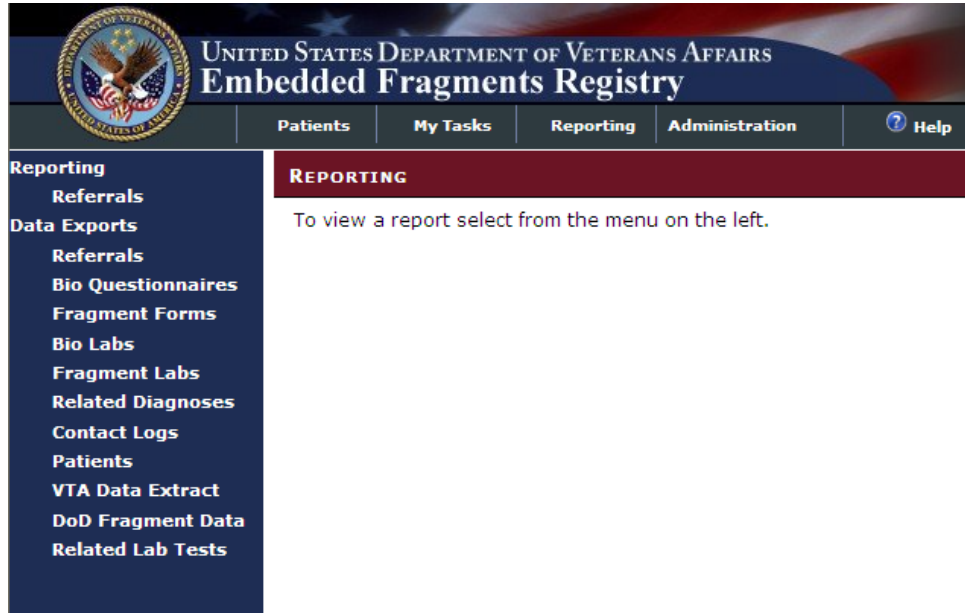 UNITED STATES DEPARTMENT OF VETERANS AFFAIRS
Embedded Fragments Registry
Patients
My Tasks
Reporting
Administration
? Help
Reporting
Referrals
Data Exports
Referrals
Bio Questionnaires
Fragment Forms
Bio Labs
Fragment Labs
Related Diagnoses
Contact Logs
Patients
VTA Data Extract
DoD Fragment Data
Related Lab Tests
REPORTING
To view a report select from the menu on the left.